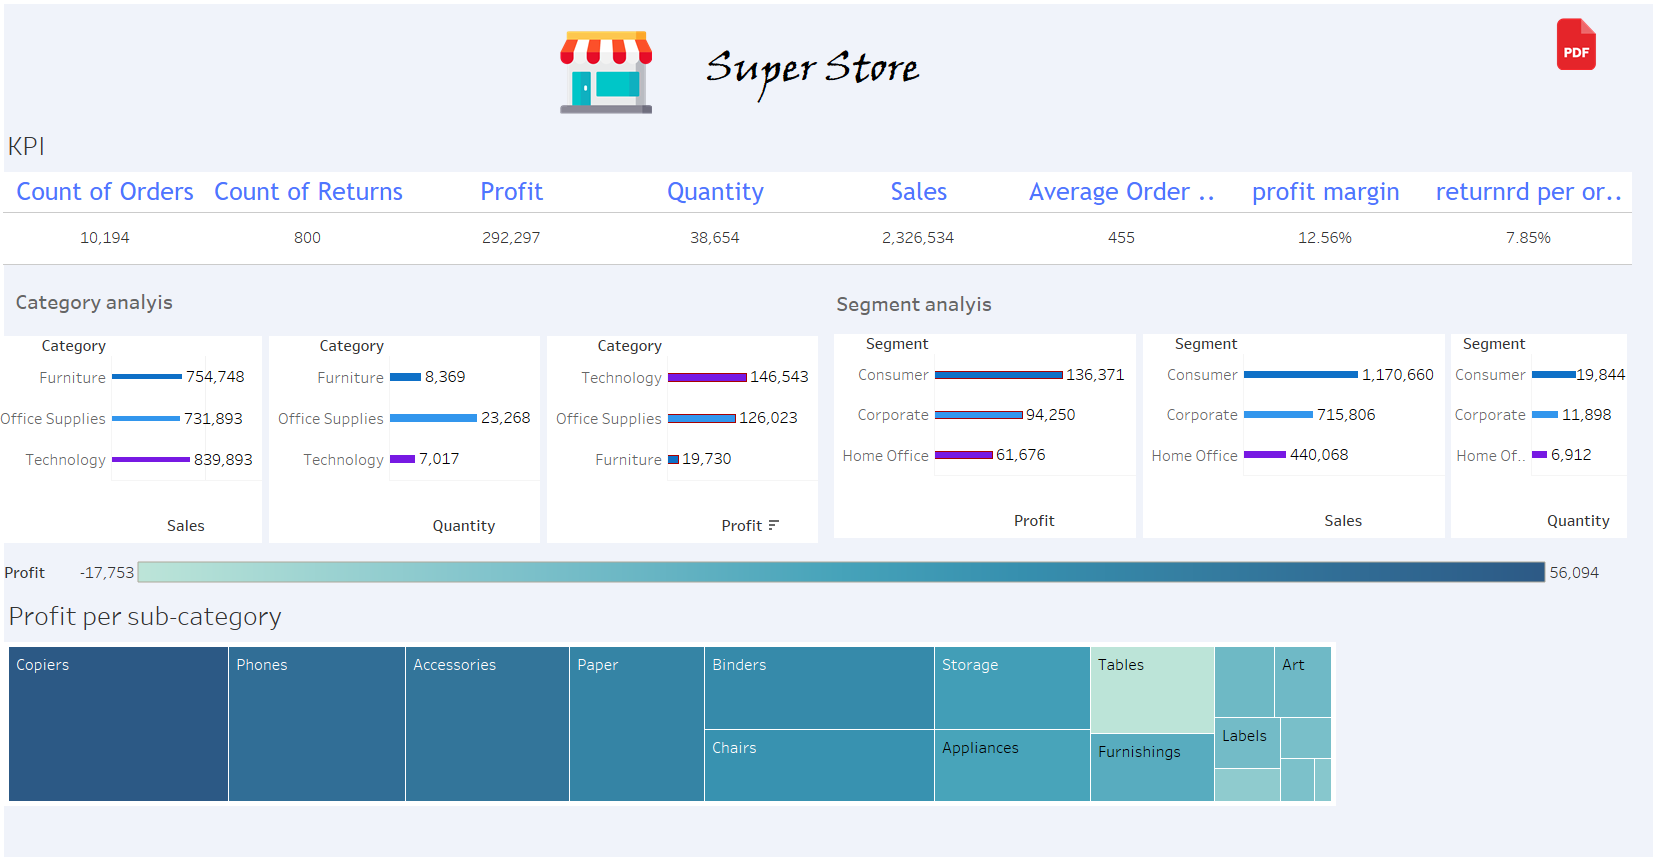 Super Store
PDF
KPI
Count of Orders Count of Returns Profit Quantity Sales Average Order .. profit margin returnrd per or..
10,194 800 292,297 38,654 2,326,534 455 12.56% 7.85%
Category analyis
Segment analyis
Category
Furniture 754,748
Office Supplies 731,893
Technology 839,893
Sales
Category
Furniture 8,369
Office Supplies 23,268
Technology 7,017
Quantity
Category
Technology 146,543
Office Supplies 126,023
Furniture 19,730
Profit
Segment
Consumer 136,371
Corporate 94,250
Home Office 61,676
Profit
Segment
Consumer 1,170,660
Corporate 715,806
Home Office 440,068
Sales
Segment
Consumer 19,844
Corporate 11,898
Home Of.. 6,912
Quantity
Profit -17,753 56,094
Profit per sub-category
Copiers Phones Accessories Paper Binders Storage Tables Art
Labels
Chairs Appliances Furnishings